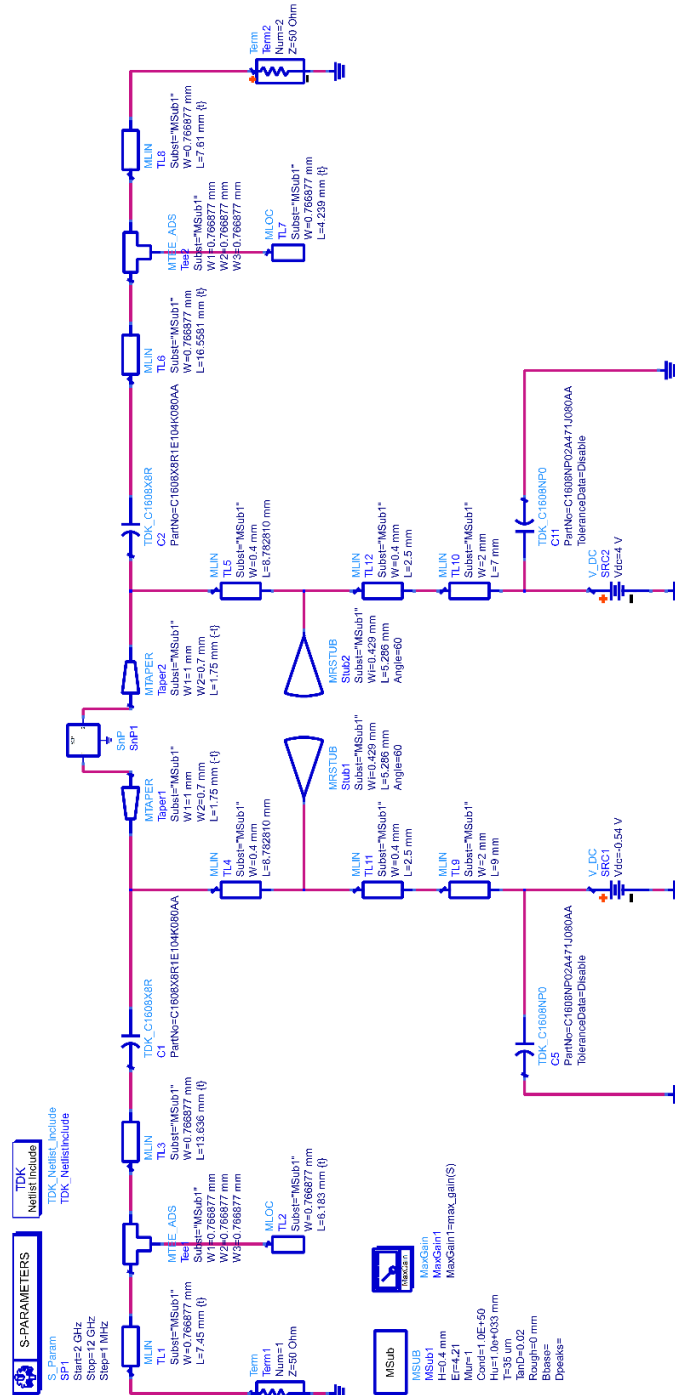 S-PARAMETERS
S_Param
SP1
Start=2 GHz
Stop=12 GHz
Step=1 MHz
TDK
Netlist Include
TDK_Netlist_Include
TDK_NetlistInclude
Term
Term1
Num=1
Z=50 Ohm
MLIN
TL1
Subst="MSub1"
W=0.766877 mm
L=7.45 mm {t}
MTEE_ADS
Subst="MSub1"
W1=0.766877 mm
W2=0.766877 mm
W3=0.766877 mm
MLOC
TL2
Subst="MSub1"
W=0.766877 mm
L=6.183 mm {t}
MLIN
TL3
Subst="MSub1"
W=0.766877 mm
L=13.636 mm {t}
TDK_C1608X8R
C1
PartNo=C1608X8R1E104K080AA
MTAPER
Taper1
Subst="MSub1"
W1=1 mm
W2=0.7 mm
L=1.75 mm {-t}
SnP
SnP1
MTAPER
Taper2
Subst="MSub1"
W1=1 mm
W2=0.7 mm
L=1.75 mm {-t}
TDK_C1608X8R
C2
PartNo=C1608X8R1E104K080AA
MLIN
TL6
Subst="MSub1"
W=0.766877 mm
L=16.5581 mm {t}
MTEE_ADS
Tee2
Subst="MSub1"
W1=0.766877 mm
W2=0.766877 mm
W3=0.766877 mm
MLOC
TL7
Subst="MSub1"
W=0.766877 mm
L=4.239 mm {t}
MLIN
TL8
Subst="MSub1"
W=0.766877 mm
L=7.61 mm {t}
Term
Term2
Num=2
Z=50 Ohm
MLIN
TL4
Subst="MSub1"
W=0.4 mm
L=8.782810 mm
MRSTUB
Stub1
Subst="MSub1"
Wi=0.429 mm
L=5.286 mm
Angle=60
MLIN
TL5
Subst="MSub1"
W=0.4 mm
L=8.782810 mm
MRSTUB
Stub2
Subst="MSub1"
Wi=0.429 mm
L=5.286 mm
Angle=60
MLIN
TL11
Subst="MSub1"
W=0.4 mm
L=2.5 mm
MLIN
TL9
Subst="MSub1"
W=2 mm
L=9 mm
MLIN
TL12
Subst="MSub1"
W=0.4 mm
L=2.5 mm
MLIN
TL10
Subst="MSub1"
W=2 mm
L=7 mm
TDK_C1608NP0
C5
PartNo=C1608NP02A471J080AA
ToleranceData=Disable
V_DC
SRC1
Vdc=-0.54 V
V_DC
SRC2
Vdc=4 V
TDK_C1608NP0
C11
PartNo=C1608NP02A471J080AA
ToleranceData=Disable
MSub
MSUB
MSub1
H=0.4 mm
Er=4.21
Mur=1
Cond=1.0E+50
Hu=1.0e+033 mm
T=35 um
TanD=0.02
Rough=0 mm
Bbase=
Dpeaks=
MaxGain
MaxGain
MaxGain1
MaxGain1=max_gain(S)